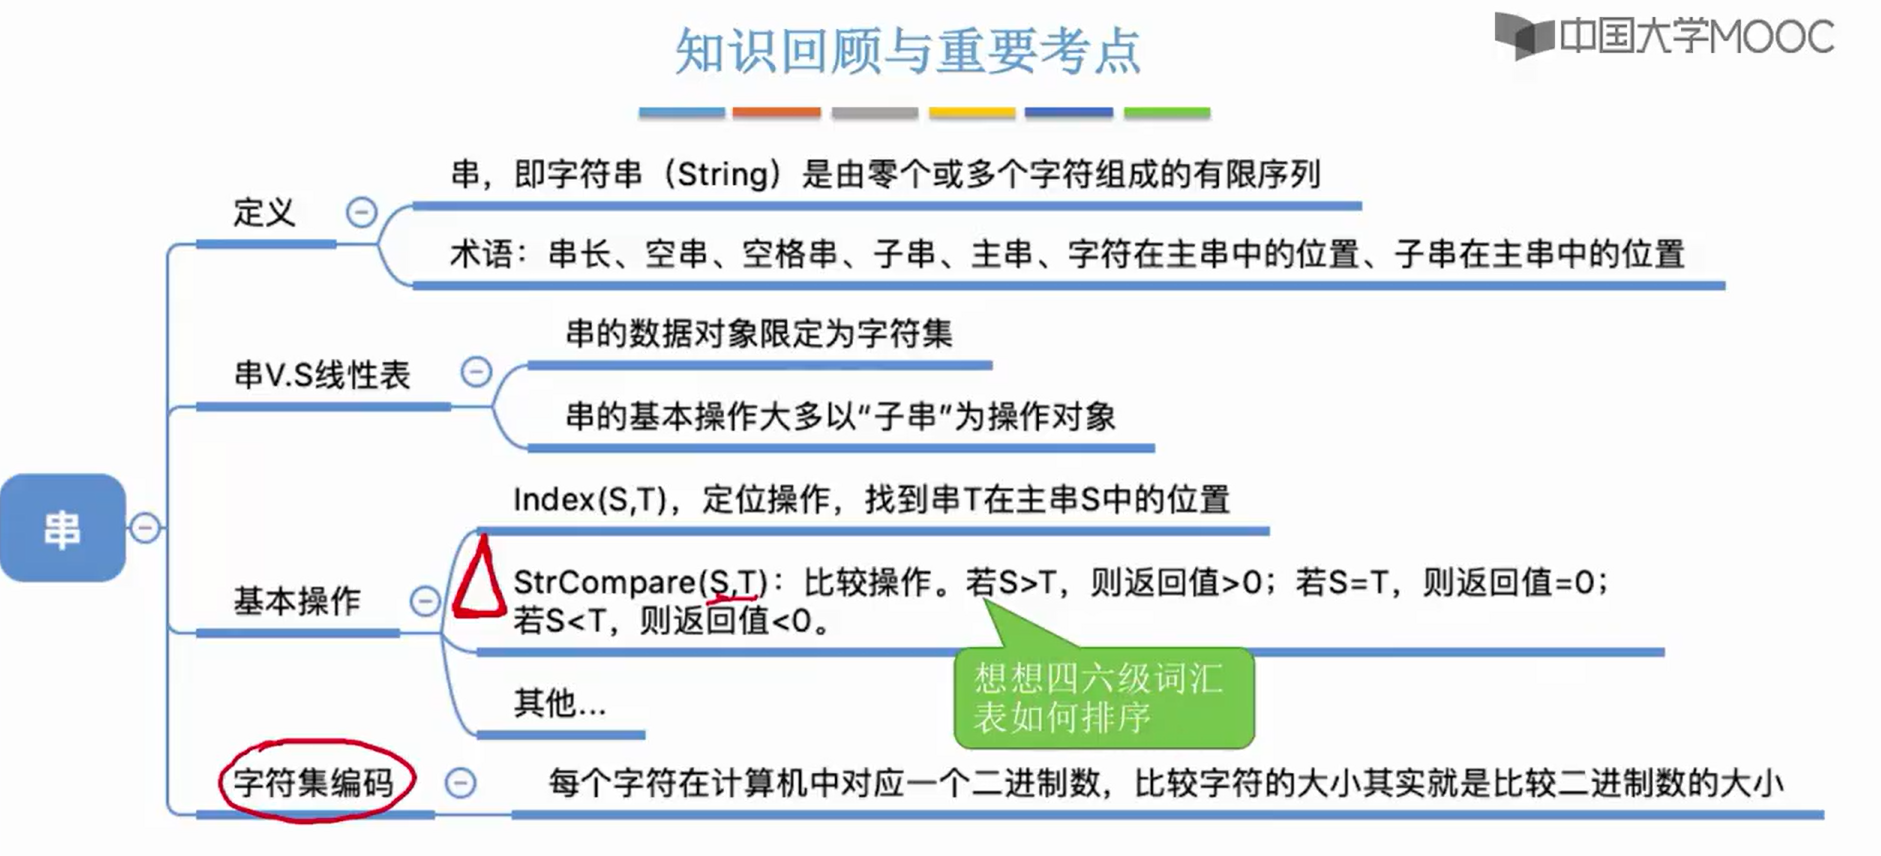 知识回顾与重要考点
中国大学MOOC
串，即字符串（String）是由零个或多个字符组成的有限序列
定义
术语：串长、空串、空格串、子串、主串、字符在主串中的位置、子串在主串中的位置
串的数据对象限定为字符集
串V.S线性表
串的基本操作大多以“子串”为操作对象
串
Index(S,T)，定位操作，找到串T在主串S中的位置
基本操作
StrCompare(S,T)：比较操作。若S>T，则返回值>0；若S=T，则返回值=0；
若S<T，则返回值<0。
想想四六级词汇
表如何排序
其他...
字符集编码
每个字符在计算机中对应一个二进制数，比较字符的大小其实就是比较二进制数的大小